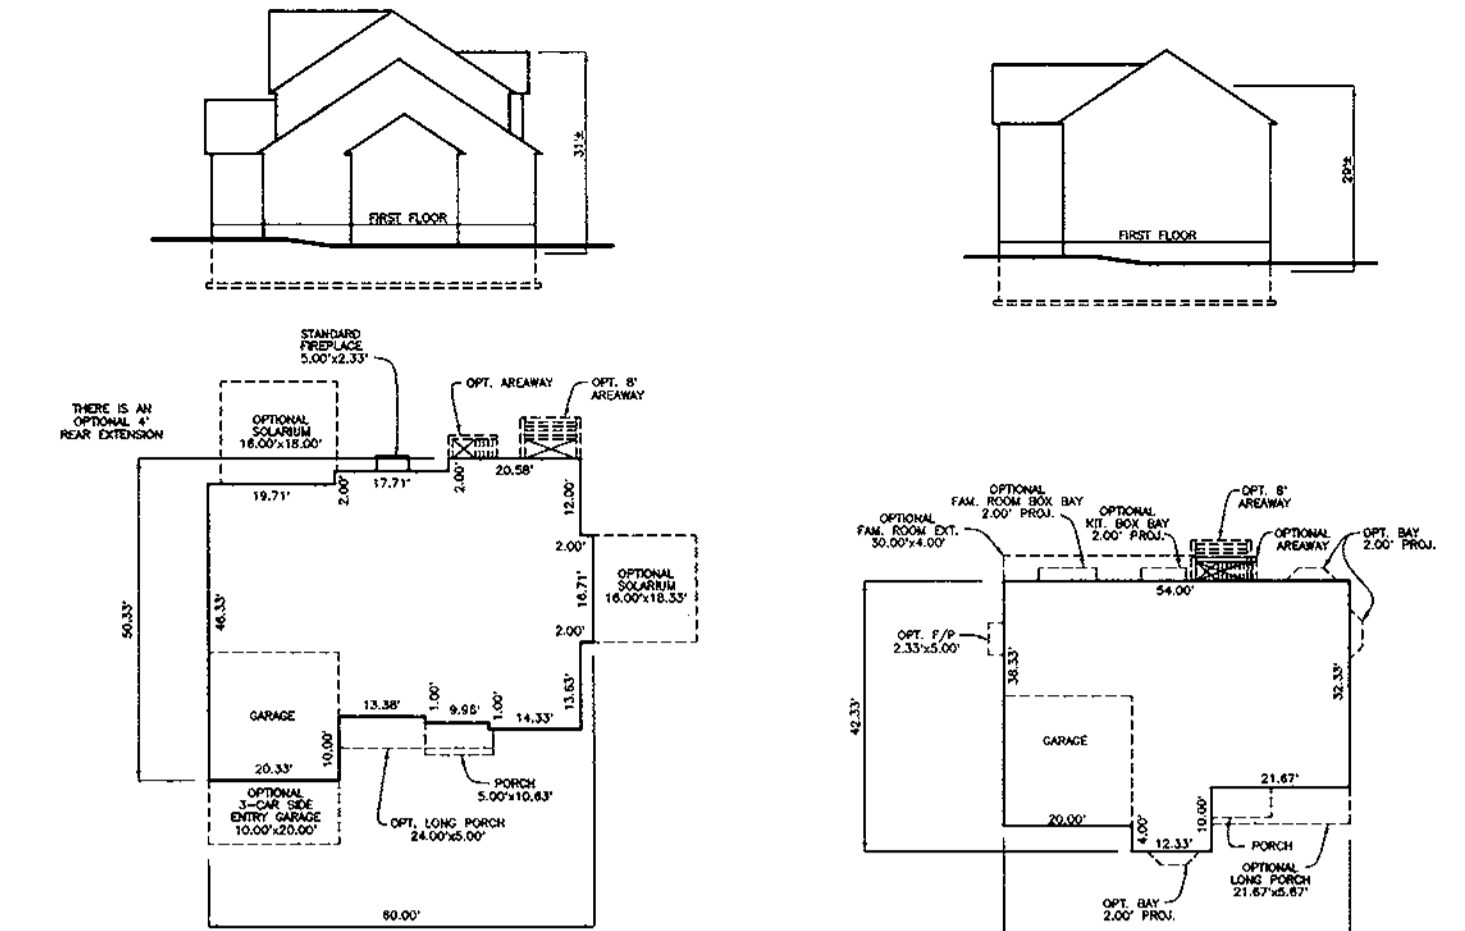 31'±
FIRST FLOOR
29'±
FIRST FLOOR
STANDARD
FIREPLACE
5.00'x2.33'
OPT. AREAWAY
OPT. 8'
AREAWAY
THERE IS AN
OPTIONAL 4'
REAR EXTENSION
OPTIONAL
SOLARIUM
16.00'x18.00'
19.71'
2.00'
17.71'
2.00'
20.58'
12.00'
2.00'
16.71'
OPTIONAL
SOLARIUM
16.00'x18.33'
2.00'
50.33'
46.33'
13.63'
13.38'
1.00'
1.00'
14.33'
GARAGE
10.00'
20.33'
PORCH
5.00'x10.63'
OPTIONAL
3-CAR SIDE
ENTRY GARAGE
10.00'x20.00'
OPT. LONG PORCH
24.00'x5.00'
60.00'
OPTIONAL
FAM. ROOM BOX BAY
2.00' PROJ.
OPT. 8'
AREAWAY
OPTIONAL
FAM. ROOM EXT.
30.00'x4.00'
OPTIONAL
KIT. BOX BAY
2.00' PROJ.
OPTIONAL
AREAWAY
OPT. BAY
2.00' PROJ.
54.00'
OPT. F/P
2.33'x5.00'
38.33'
32.33'
42.33'
GARAGE
21.67'
20.00'
4.00'
12.33'
10.00'
PORCH
OPTIONAL
LONG PORCH
21.67'x5.67'
OPT. BAY
2.00' PROJ.